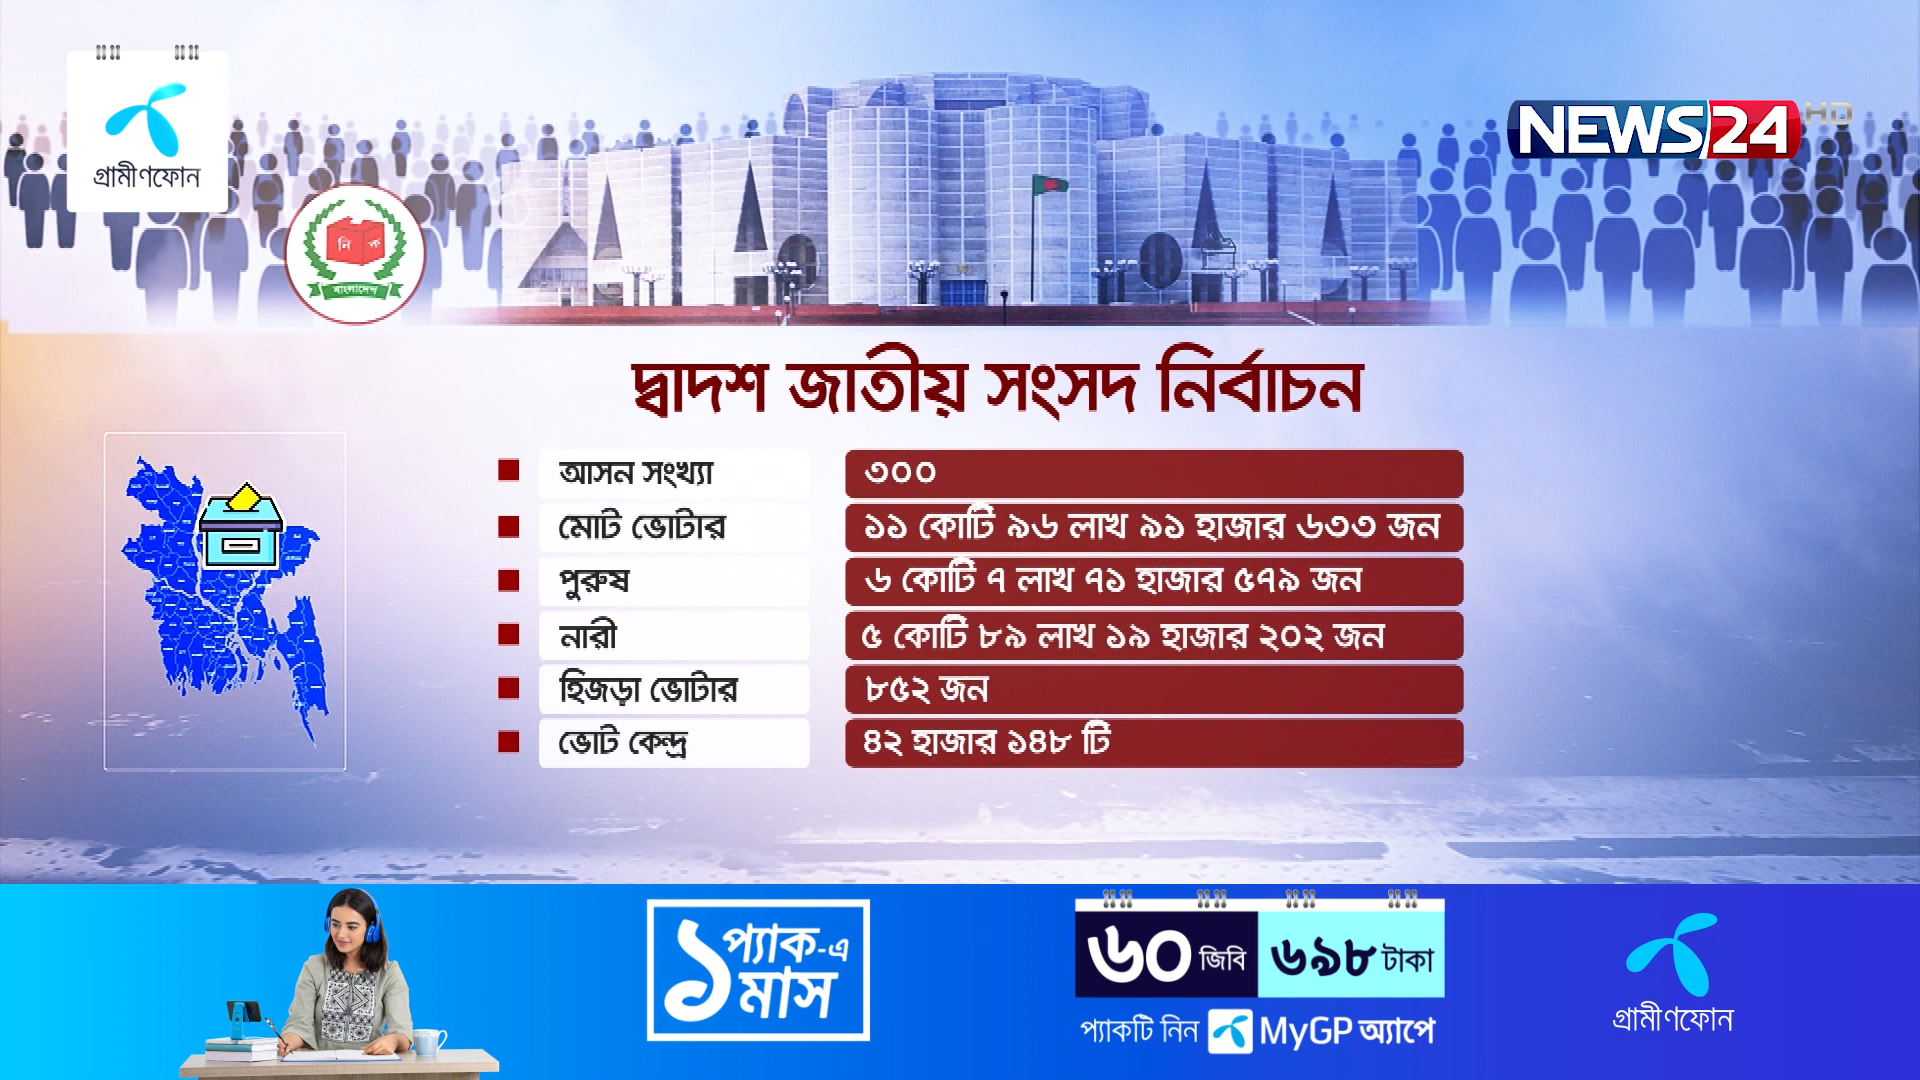 গ্রামীণফোন
NEWS24 HD
নি ক
বাংলাদেশ
দ্বাদশ জাতীয় সংসদ নির্বাচন
আসন সংখ্যা ৩০০
মোট ভোটার ১১ কোটি ৯৬ লাখ ৯১ হাজার ৬৩৩ জন
পুরুষ ৬ কোটি ৭ লাখ ৭১ হাজার ৫৭৯ জন
নারী ৫ কোটি ৮৯ লাখ ১৯ হাজার ২০২ জন
হিজড়া ভোটার ৮৫২ জন
ভোট কেন্দ্র ৪২ হাজার ১৪৮ টি
১ প্যাক-এ
মাস
৬০ জিবি ৬৯৮ টাকা
প্যাকটি নিন MyGP অ্যাপে
গ্রামীণফোন